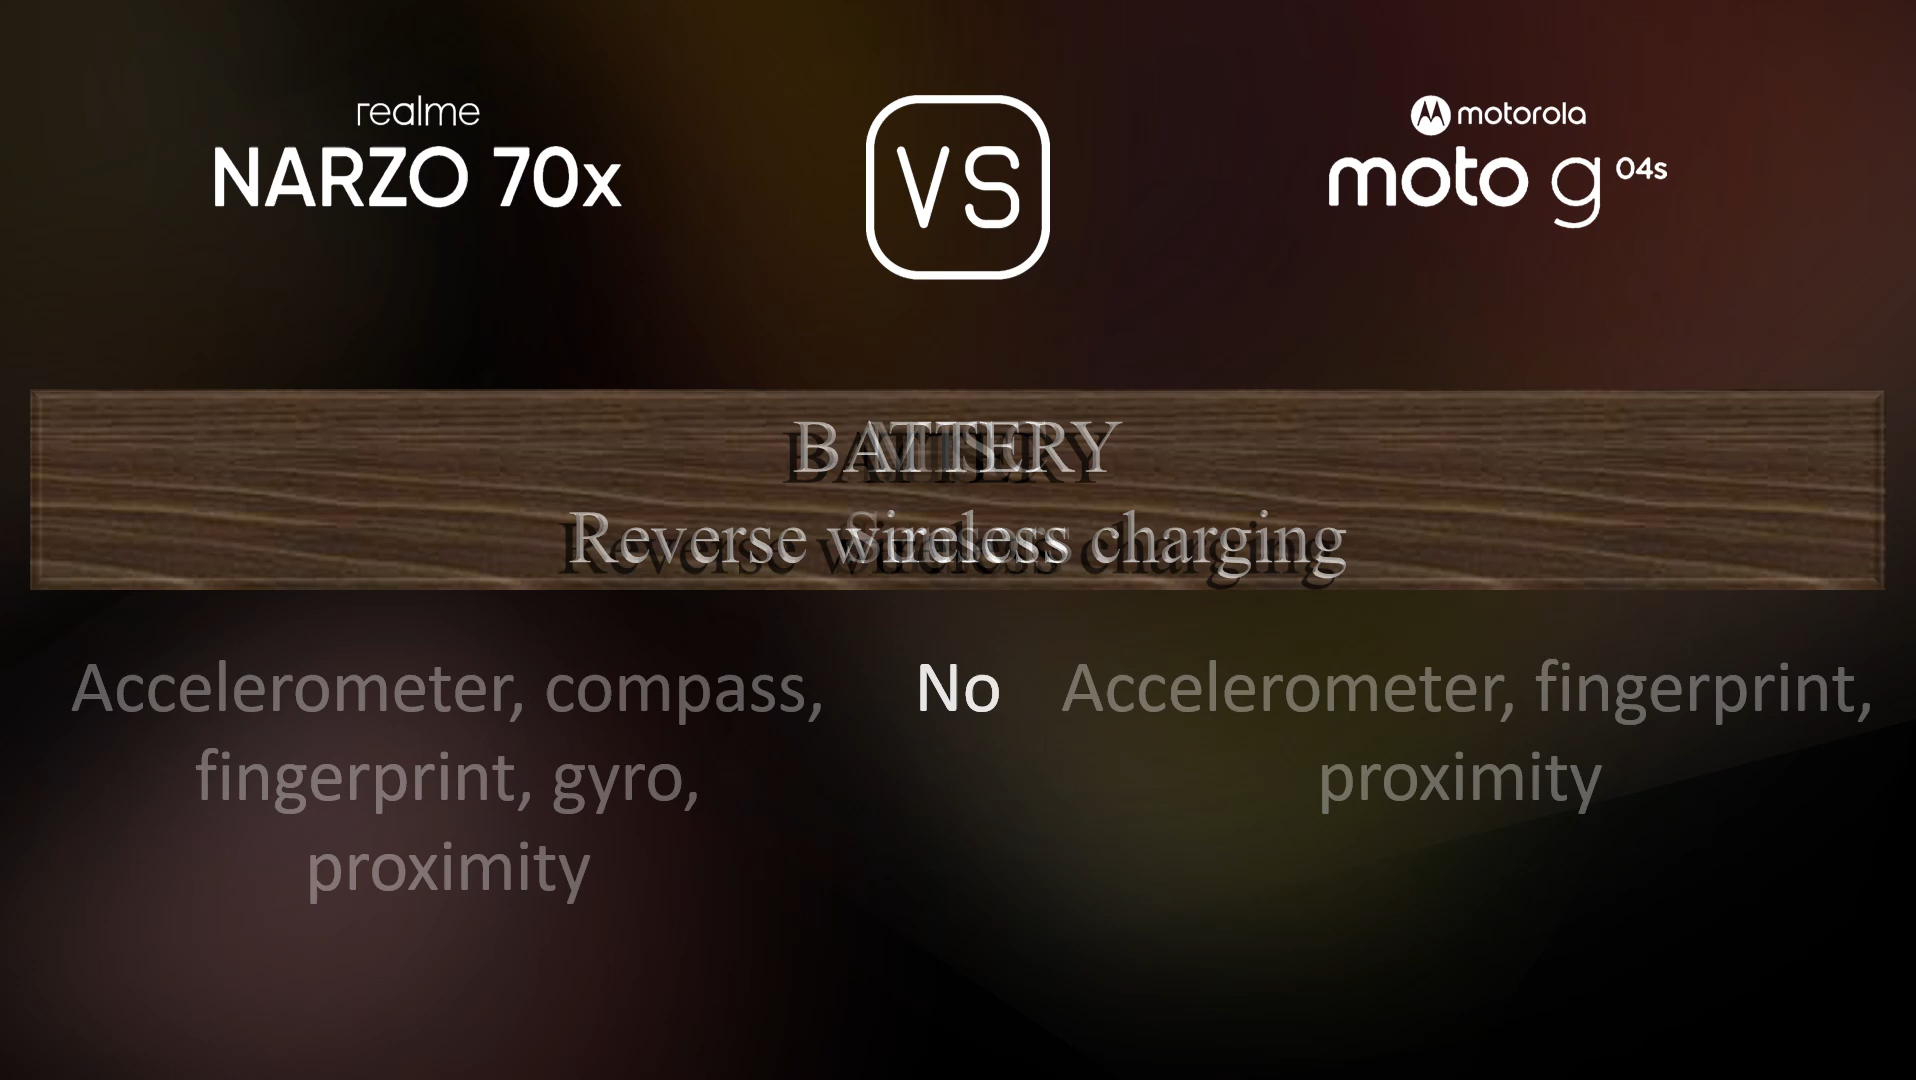 realme
NARZO 70x
VS
motorola
moto g 04s
BATTERY
Reverse wireless charging
Sensors
Accelerometer, compass,
fingerprint, gyro,
proximity
No
Accelerometer, fingerprint,
proximity